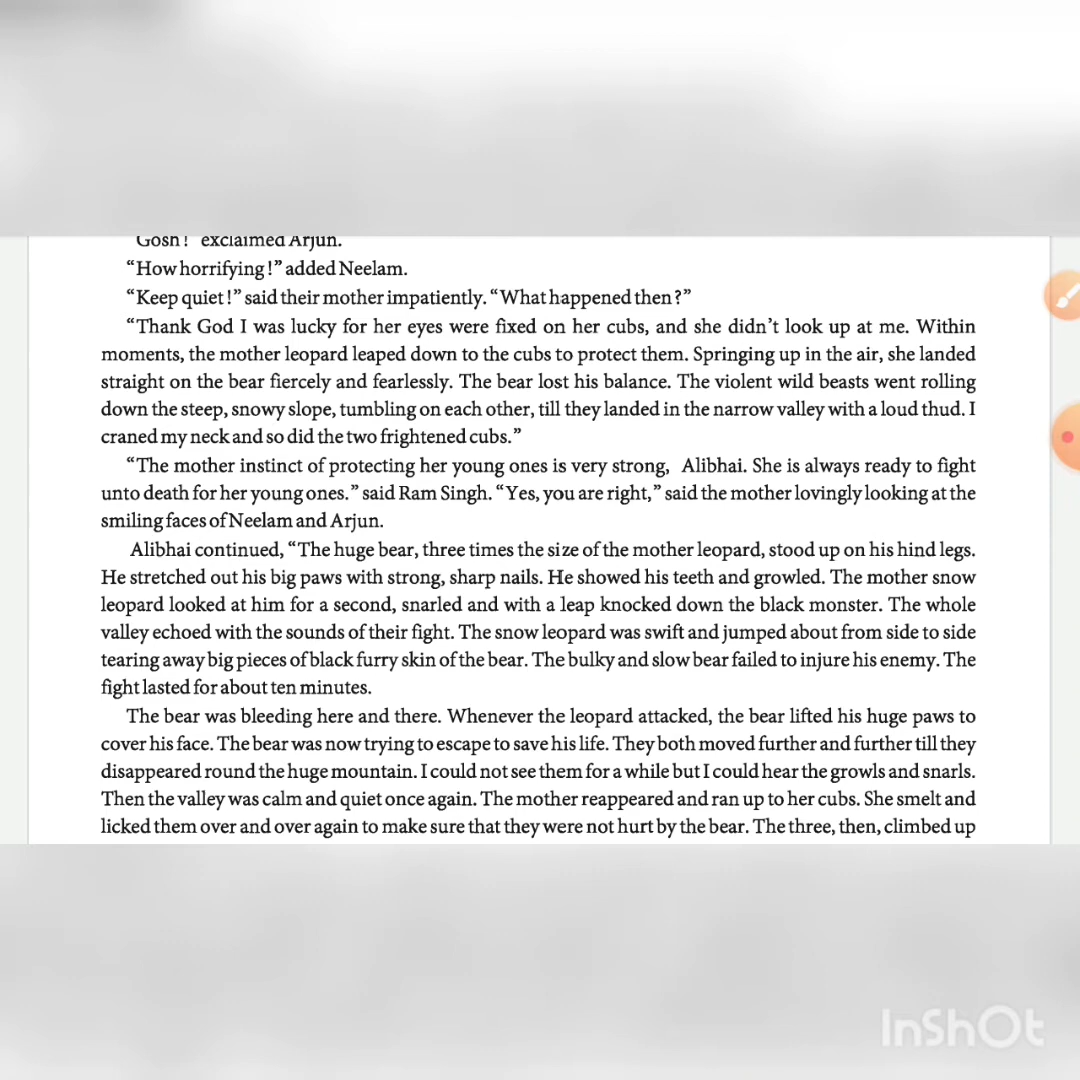 Gosh! exclaimed Arjun.
“How horrifying!” added Neelam.
“Keep quiet!” said their mother impatiently. “What happened then?”
“Thank God I was lucky for her eyes were fixed on her cubs, and she didn’t look up at me. Within
moments, the mother leopard leaped down to the cubs to protect them. Springing up in the air, she landed
straight on the bear fiercely and fearlessly. The bear lost his balance. The violent wild beasts went rolling
down the steep, snowy slope, tumbling on each other, till they landed in the narrow valley with a loud thud. I
craned my neck and so did the two frightened cubs.”
“The mother instinct of protecting her young ones is very strong, Alibhai. She is always ready to fight
unto death for her young ones.” said Ram Singh. “Yes, you are right,” said the mother lovingly looking at the
smiling faces of Neelam and Arjun.
Alibhai continued, “The huge bear, three times the size of the mother leopard, stood up on his hind legs.
He stretched out his big paws with strong, sharp nails. He showed his teeth and growled. The mother snow
leopard looked at him for a second, snarled and with a leap knocked down the black monster. The whole
valley echoed with the sounds of their fight. The snow leopard was swift and jumped about from side to side
tearing away big pieces of black furry skin of the bear. The bulky and slow bear failed to injure his enemy. The
fight lasted for about ten minutes.
The bear was bleeding here and there. Whenever the leopard attacked, the bear lifted his huge paws to
cover his face. The bear was now trying to escape to save his life. They both moved further and further till they
disappeared round the huge mountain. I could not see them for a while but I could hear the growls and snarls.
Then the valley was calm and quiet once again. The mother reappeared and ran up to her cubs. She smelt and
licked them over and over again to make sure that they were not hurt by the bear. The three, then, climbed up
InShOt